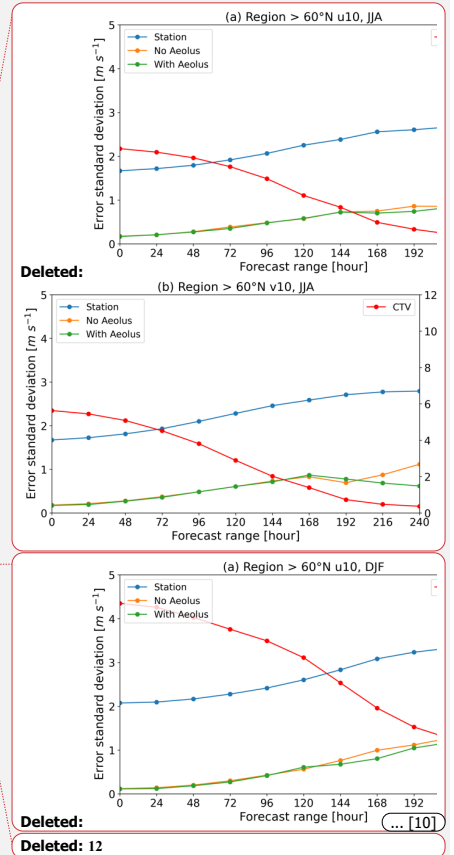 (a) Region > 60°N u10, JJA
Station
No Aeolus
With Aeolus
Error standard deviation [m s⁻¹]
5
4
3
2
1
0
0 24 48 72 96 120 144 168 192
Forecast range [hour]
Deleted:
(b) Region > 60°N v10, JJA
Station
No Aeolus
With Aeolus
CTV
Error standard deviation [m s⁻¹]
5
4
3
2
1
0
12
10
8
6
4
2
0
0 24 48 72 96 120 144 168 192 216 240
Forecast range [hour]
(a) Region > 60°N u10, DJF
Station
No Aeolus
With Aeolus
Error standard deviation [m s⁻¹]
5
4
3
2
1
0
0 24 48 72 96 120 144 168 192
Forecast range [hour]
Deleted:
... [10]
Deleted: 12